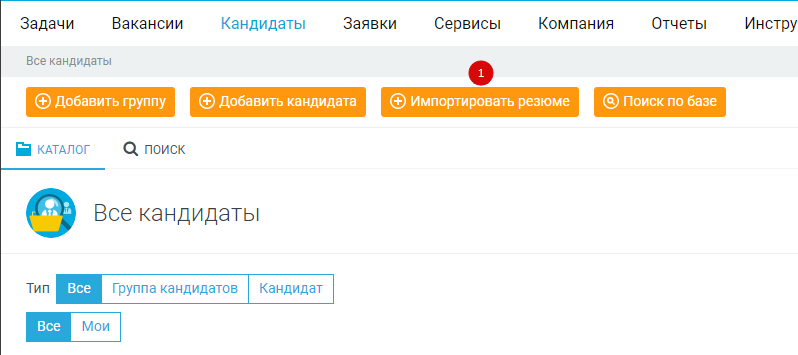 Задачи Вакансии Кандидаты Заявки Сервисы Компания Отчеты Инстру
Все кандидаты
1
Добавить группу Добавить кандидата Импортировать резюме Поиск по базе
КАТАЛОГ ПОИСК
Все кандидаты
Тип Все Группа кандидатов Кандидат
Все Мои